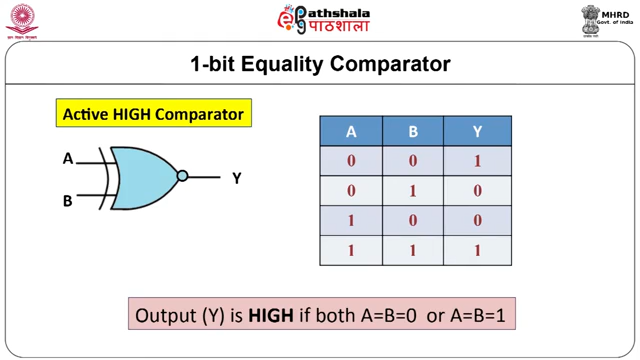 ePathshala
पाठशाला
MHRD
Govt. of India
1-bit Equality Comparator
Active HIGH Comparator
A
B
Y
A B Y
0 0 1
0 1 0
1 0 0
1 1 1
Output (Y) is HIGH if both A=B=0 or A=B=1